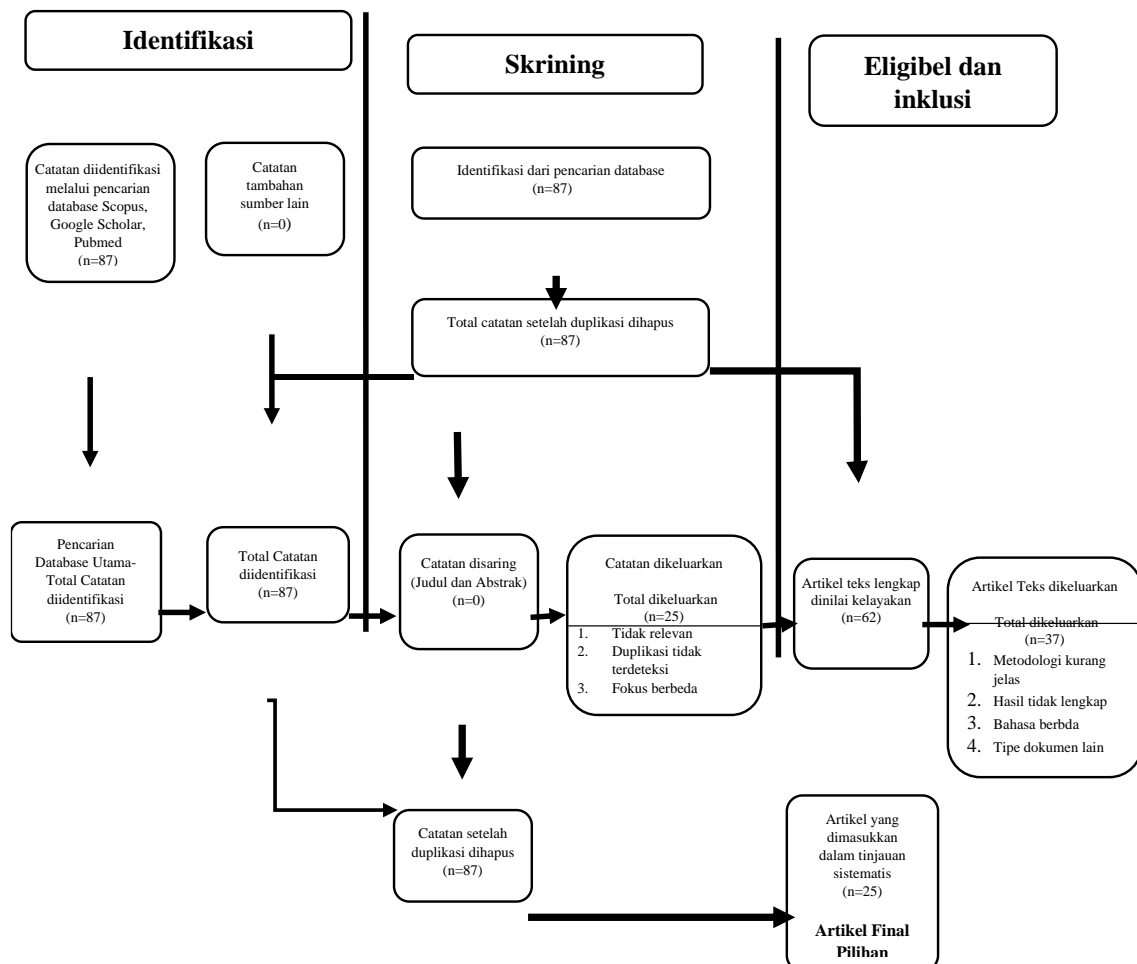 Identifikasi
Skrining
Eligibel dan
inklusi
Catatan diidentifikasi
melalui pencarian
database Scopus,
Google Scholar,
Pubmed
(n=87)
Catatan
tambahan
sumber lain
(n=0)
Identifikasi dari pencarian database
(n=87)
Total catatan setelah duplikasi dihapus
(n=87)
Pencarian
Database Utama-
Total Catatan
diidentifikasi
(n=87)
Total Catatan
diidentifikasi
(n=87)
Catatan disaring
(Judul dan Abstrak)
(n=0)
Catatan dikeluarkan
Total dikeluarkan
(n=25)
1. Tidak relevan
2. Duplikasi tidak
terdeteksi
3. Fokus berbeda
Artikel teks lengkap
dinilai kelayakan
(n=62)
Artikel Teks dikeluarkan
Total dikeluarkan
(n=37)
1. Metodologi kurang
jelas
2. Hasil tidak lengkap
3. Bahasa berbda
4. Tipe dokumen lain
Catatan setelah
duplikasi dihapus
(n=87)
Artikel yang
dimasukkan
dalam tinjauan
sistematis
(n=25)
Artikel Final
Pilihan